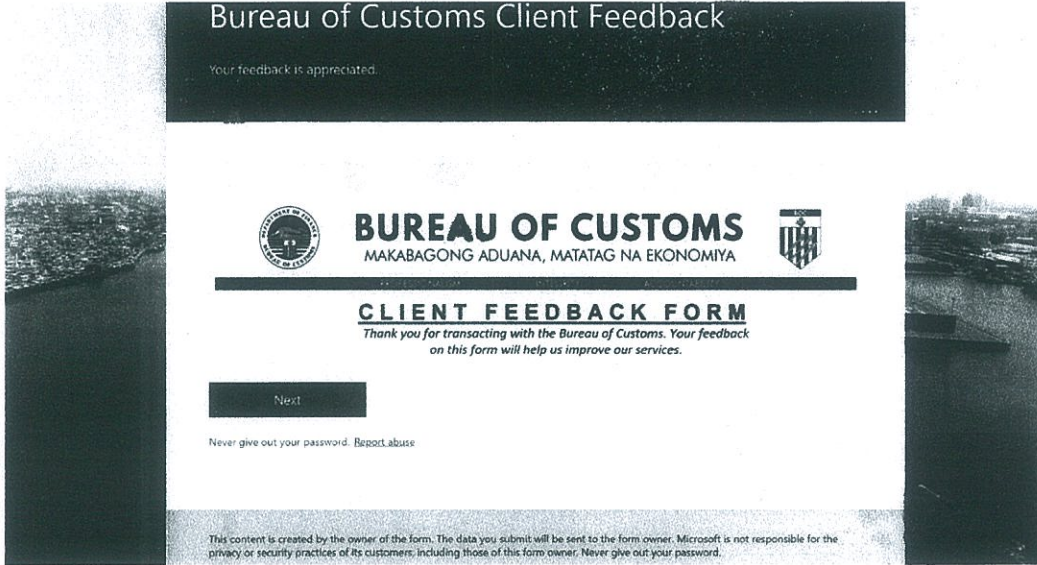 Bureau of Customs Client Feedback
Your feedback is appreciated.
BUREAU OF CUSTOMS
MAKABAGONG ADUANA, MATATAG NA EKONOMIYA
PROFESSIONALISM INTEGRITY ACCOUNTABILITY
CLIENT FEEDBACK FORM
Thank you for transacting with the Bureau of Customs. Your feedback
on this form will help us improve our services.
Next
Never give out your password. Report abuse
This content is created by the owner of the form. The data you submit will be sent to the form owner. Microsoft is not responsible for the
privacy or security practices of its customers, including those of this form owner. Never give out your password.